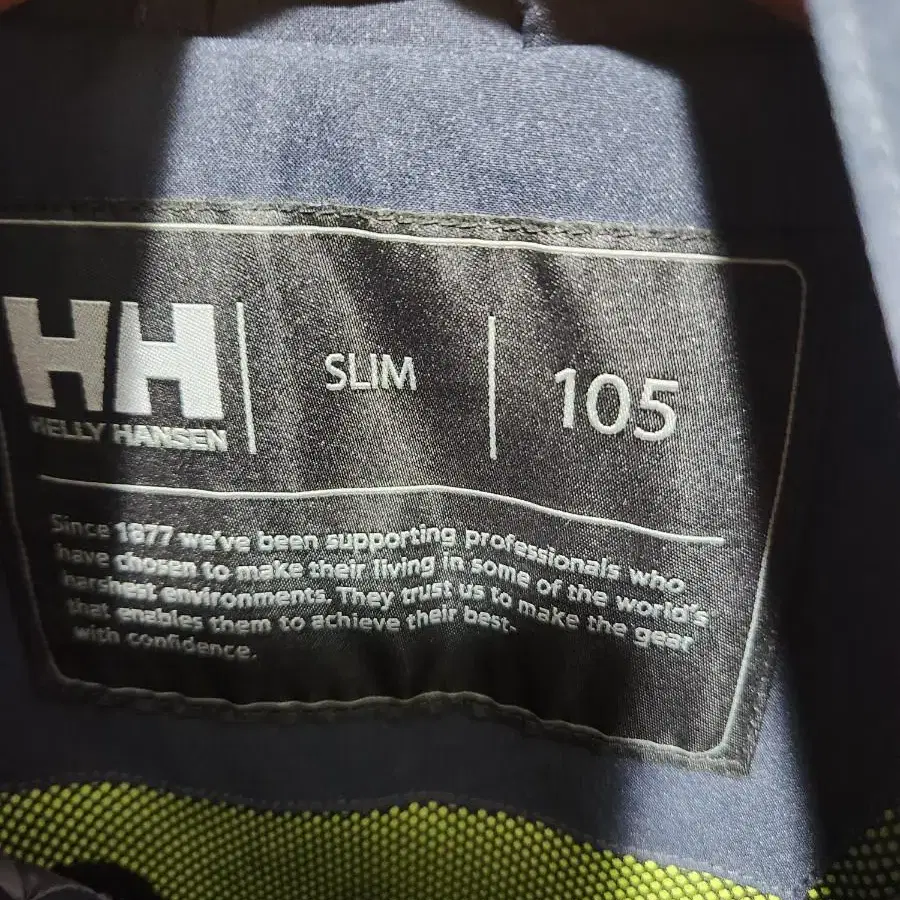 HH
HELLY HANSEN
SLIM
105
Since 1877 we've been supporting professionals who
have chosen to make their living in some of the world's
harshest environments. They trust us to make the gear
that enables them to achieve their best-
with confidence.